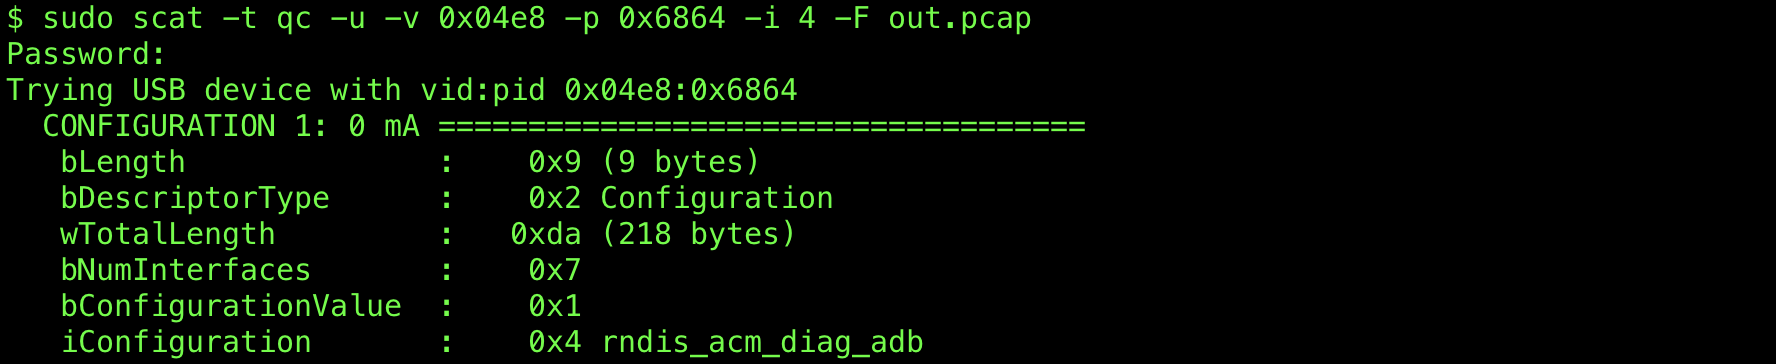 $ sudo scat -t qc -u -v 0x04e8 -p 0x6864 -i 4 -F out.pcap
Password:
Trying USB device with vid:pid 0x04e8:0x6864
  CONFIGURATION 1: 0 mA ====================================
   bLength              :    0x9 (9 bytes)
   bDescriptorType      :    0x2 Configuration
   wTotalLength         :   0xda (218 bytes)
   bNumInterfaces       :    0x7
   bConfigurationValue  :    0x1
   iConfiguration       :    0x4 rndis_acm_diag_adb